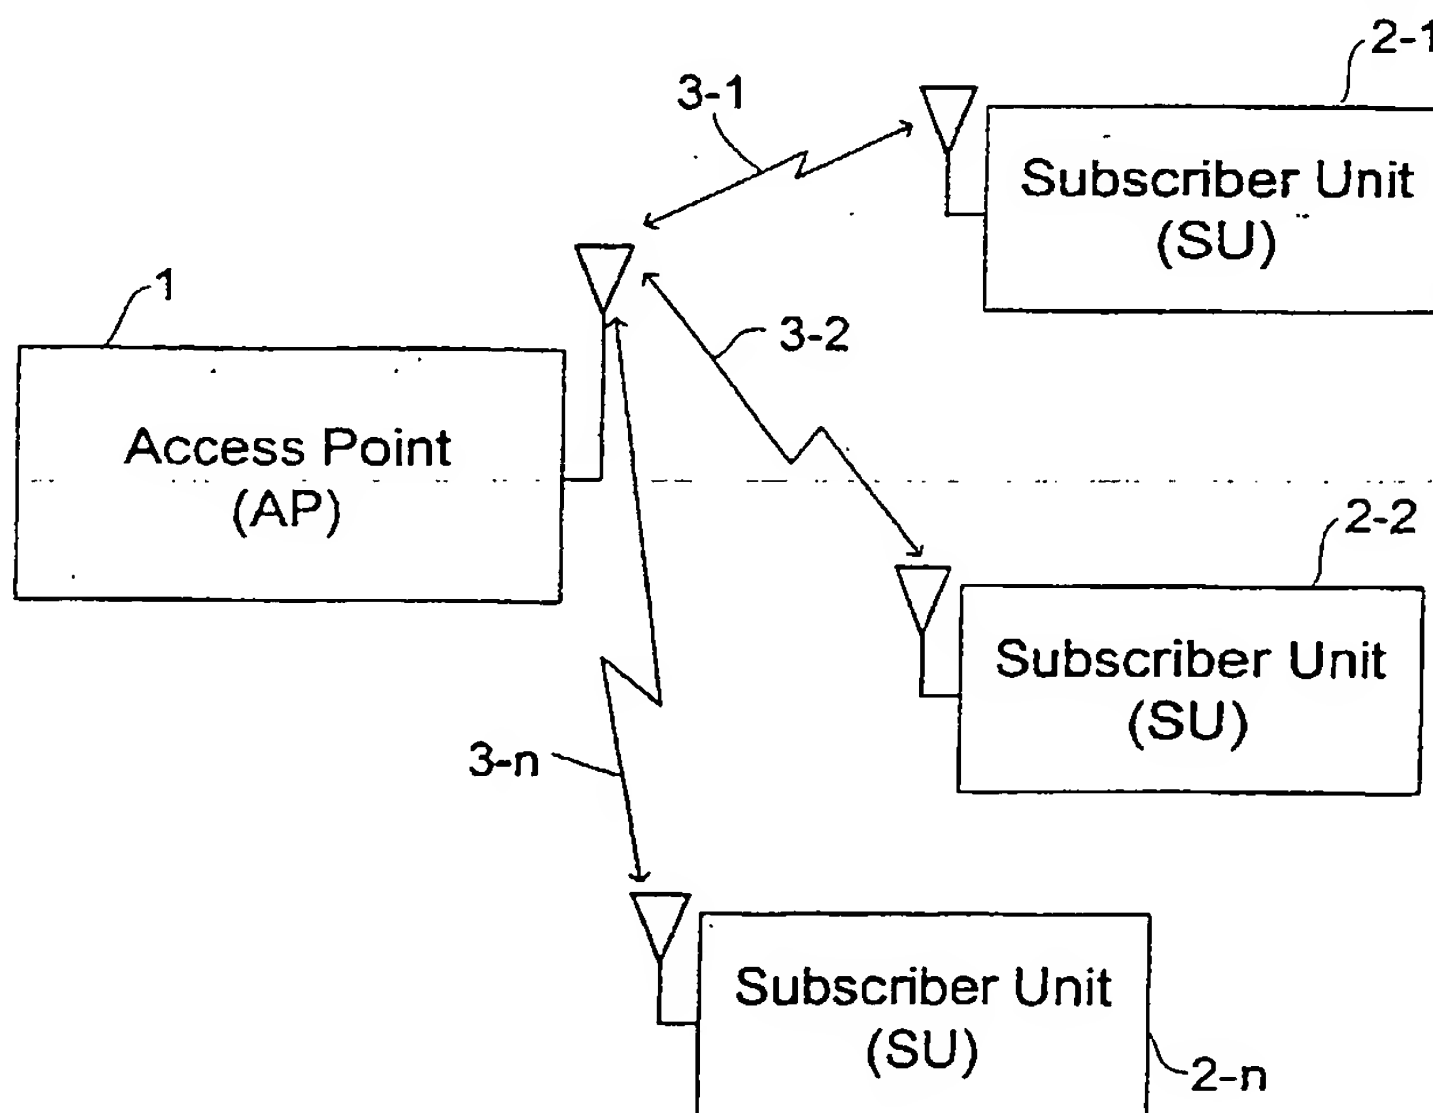 2-1
3-1
Subscriber Unit
(SU)
1
3-2
Access Point
(AP)
2-2
Subscriber Unit
(SU)
3-n
Subscriber Unit
(SU)
2-n